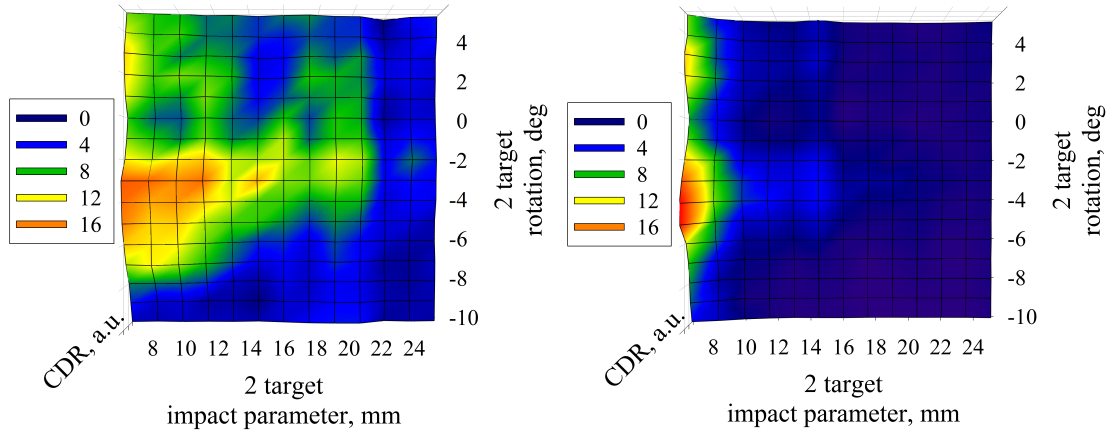 0
4
8
12
16
4
2
0
-2
-4
-6
-8
-10
2 target
rotation, deg
CDR, a.u.
8 10 12 14 16 18 20 22 24
2 target
impact parameter, mm
0
4
8
12
16
4
2
0
-2
-4
-6
-8
-10
2 target
rotation, deg
CDR, a.u.
8 10 12 14 16 18 20 22 24
2 target
impact parameter, mm